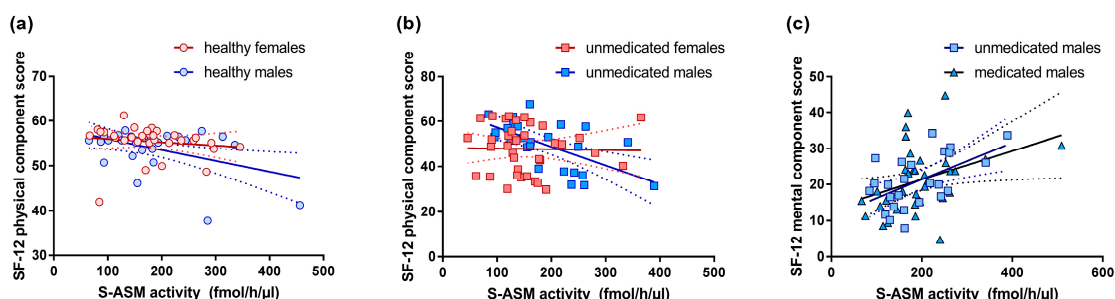 (a)
healthy females
healthy males
SF-12 physical component score
70
60
50
40
30
0
100
200
300
400
500
S-ASM activity (fmol/h/µl)
(b)
unmedicated females
unmedicated males
SF-12 physical component score
80
60
40
20
0
0
100
200
300
400
500
S-ASM activity (fmol/h/µl)
(c)
unmedicated males
medicated males
SF-12 mental component score
50
40
30
20
10
0
0
200
400
600
S-ASM activity (fmol/h/µl)